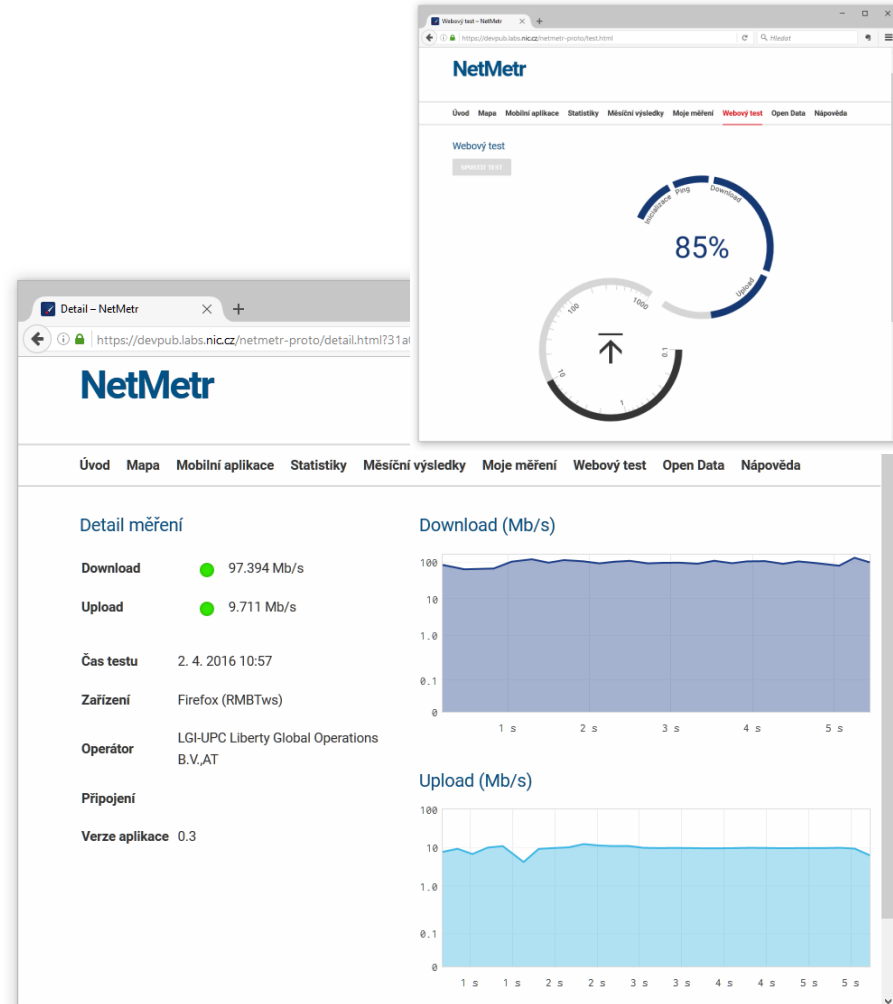 Webový test – NetMetr
https://devpub.labs.nic.cz/netmetr-proto/test.html
Hledat
NetMetr
Úvod Mapa Mobilní aplikace Statistiky Měsíční výsledky Moje měření Webový test Open Data Nápověda
Webový test
SPUSTIT TEST
Inicializace
Ping
Download
Upload
85%
0.1
1
10
100
1000
Detail – NetMetr
https://devpub.labs.nic.cz/netmetr-proto/detail.html?31a
NetMetr
Úvod Mapa Mobilní aplikace Statistiky Měsíční výsledky Moje měření Webový test Open Data Nápověda
Detail měření
Download 97.394 Mb/s
Upload 9.711 Mb/s
Čas testu 2. 4. 2016 10:57
Zařízení Firefox (RMBTws)
Operátor LGI-UPC Liberty Global Operations
B.V.,AT
Připojení
Verze aplikace 0.3
Download (Mb/s)
100
10
1.0
0.1
0
1 s 2 s 3 s 4 s 5 s
Upload (Mb/s)
100
10
1.0
0.1
0
1 s 1 s 2 s 2 s 3 s 3 s 4 s 4 s 5 s 5 s